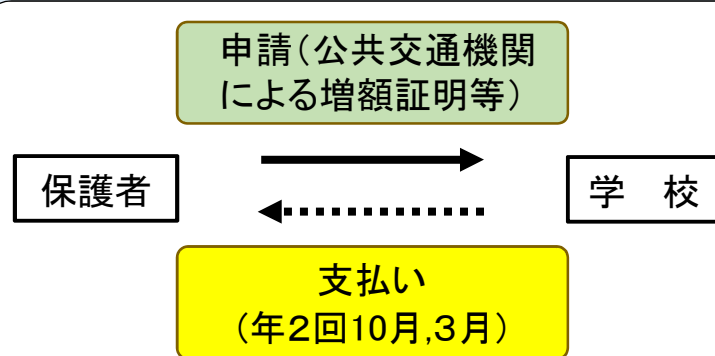 申請(公共交通機関
による増額証明等)
保護者
学　校
支払い
(年2回10月,3月)